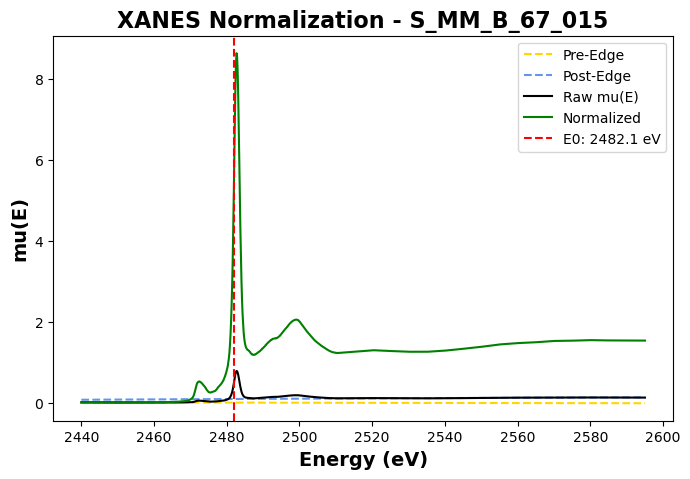 XANES Normalization - S_MM_B_67_015
mu(E)
8
6
4
2
0
Pre-Edge
Post-Edge
Raw mu(E)
Normalized
E0: 2482.1 eV
2440 2460 2480 2500 2520 2540 2560 2580 2600
Energy (eV)